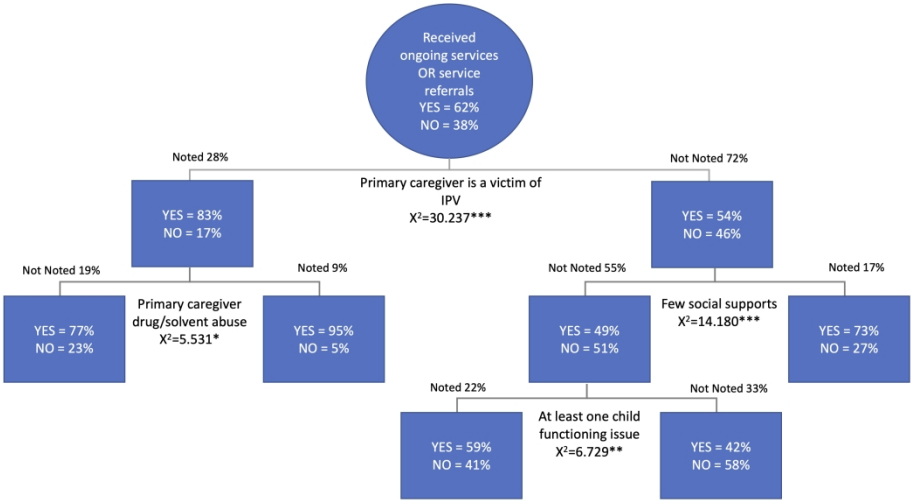 Received
ongoing services
OR service
referrals
YES = 62%
NO = 38%
Noted 28%
Not Noted 72%
Primary caregiver is a victim of
IPV
X²=30.237***
YES = 83%
NO = 17%
YES = 54%
NO = 46%
Not Noted 19%
Noted 9%
Not Noted 55%
Noted 17%
Primary caregiver
drug/solvent abuse
X²=5.531*
Few social supports
X²=14.180***
YES = 77%
NO = 23%
YES = 95%
NO = 5%
YES = 49%
NO = 51%
YES = 73%
NO = 27%
Noted 22%
Not Noted 33%
At least one child
functioning issue
X²=6.729**
YES = 59%
NO = 41%
YES = 42%
NO = 58%